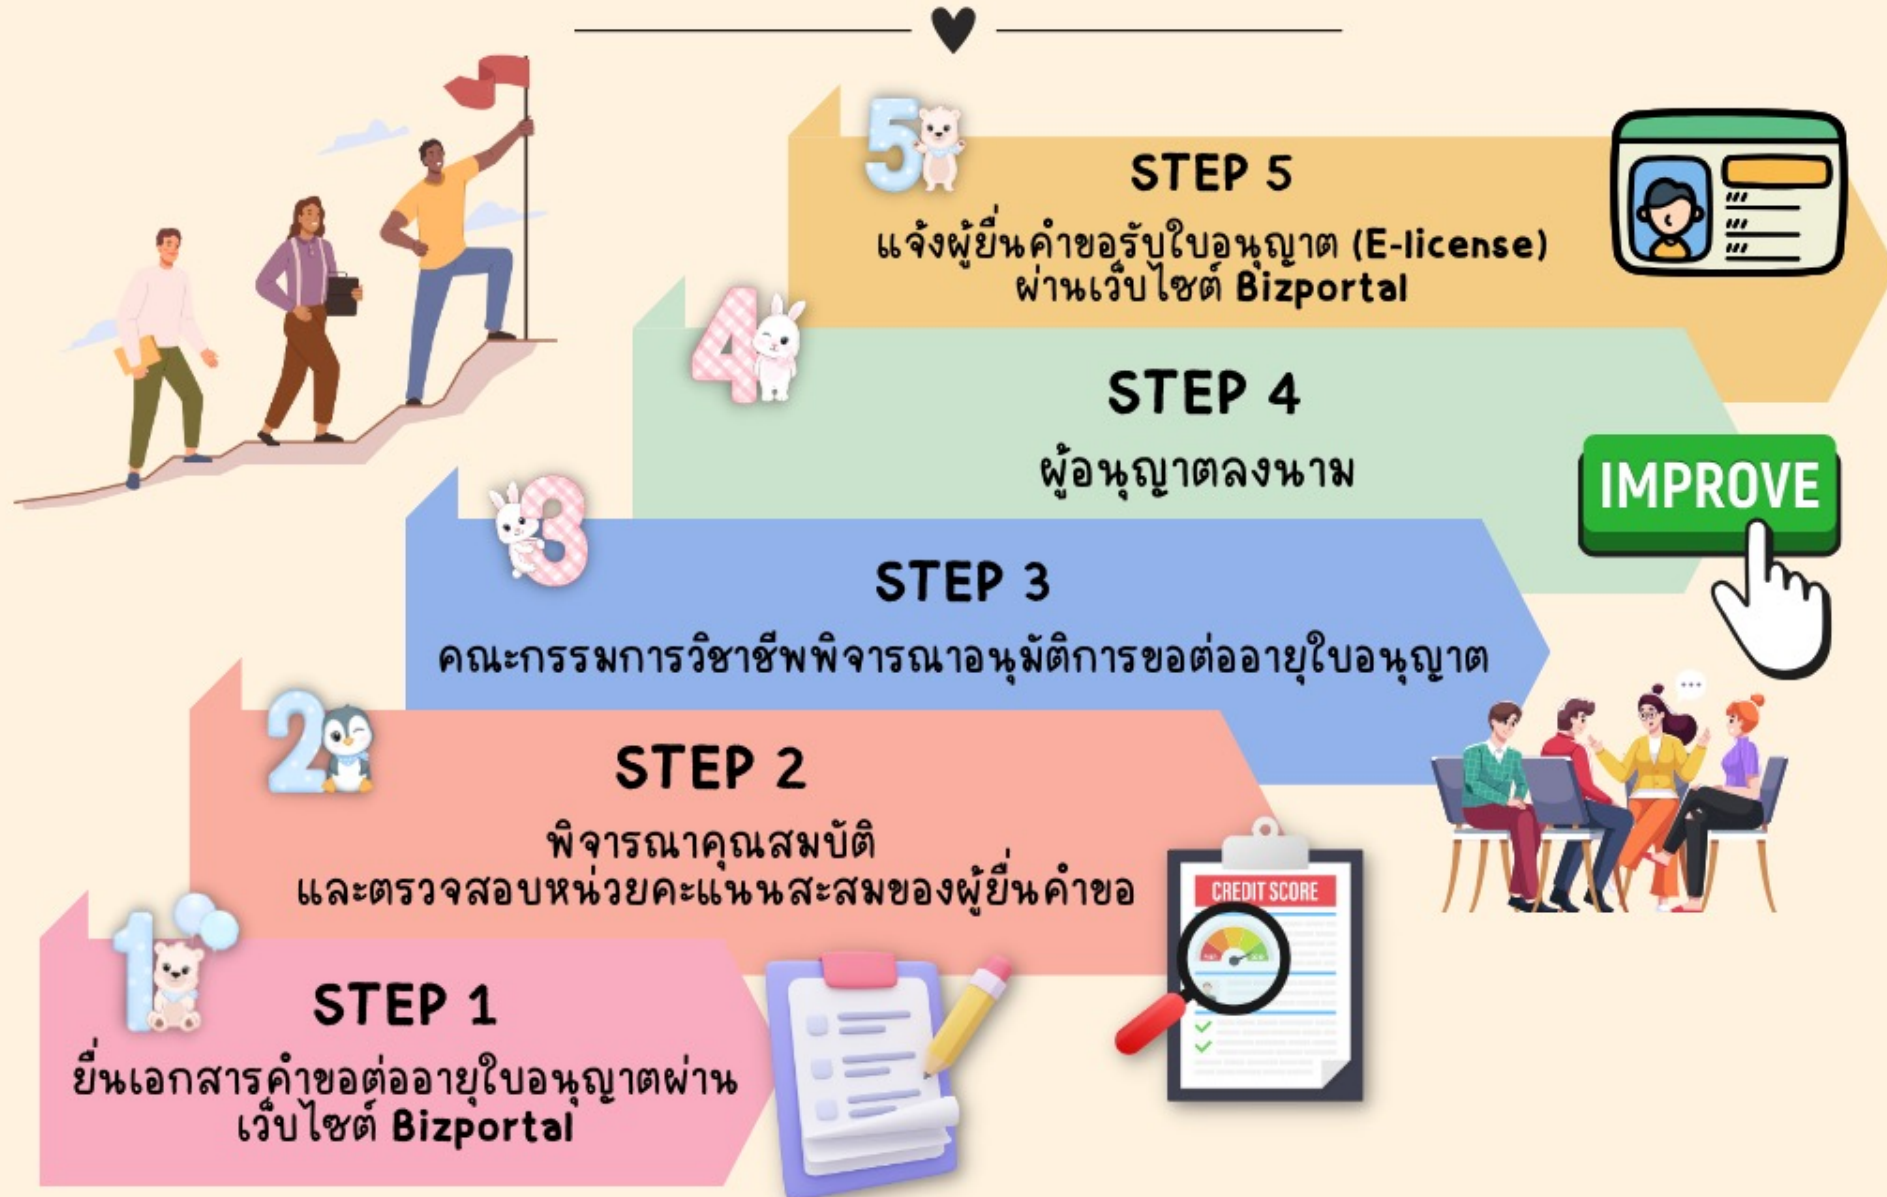 STEP 5
แจ้งผู้ยื่นคำขอรับใบอนุญาต (E-license)
ผ่านเว็บไซต์ Bizportal
STEP 4
ผู้อนุญาตลงนาม
IMPROVE
STEP 3
คณะกรรมการวิชาชีพพิจารณาอนุมัติการขอต่ออายุใบอนุญาต
STEP 2
พิจารณาคุณสมบัติ
และตรวจสอบหน่วยคะแนนสะสมของผู้ยื่นคำขอ
CREDIT SCORE
STEP 1
ยื่นเอกสารคำขอต่ออายุใบอนุญาตผ่าน
เว็บไซต์ Bizportal
5
4
3
2
1